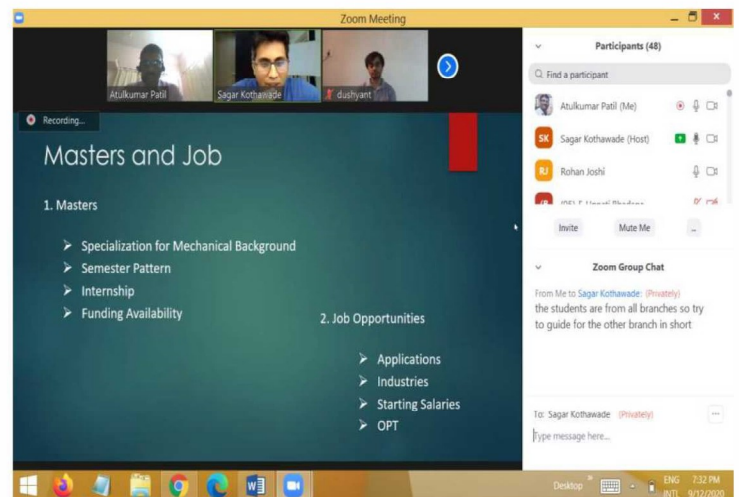 Zoom Meeting
Atulkumar Patil
Sagar Kothawade
dushyant
Recording...
Masters and Job
1. Masters
Specialization for Mechanical Background
Semester Pattern
Internship
Funding Availability
2. Job Opportunities
Applications
Industries
Starting Salaries
OPT
Participants (48)
Find a participant
Atulkumar Patil (Me)
SK Sagar Kothawade (Host)
RJ Rohan Joshi
Invite Mute Me ...
Zoom Group Chat
From Me to Sagar Kothawade: (Privately)
the students are from all branches so try
to guide for the other branch in short
To: Sagar Kothawade (Privately)
Type message here...
Desktop
ENG 7:32 PM
INTL 9/12/2020